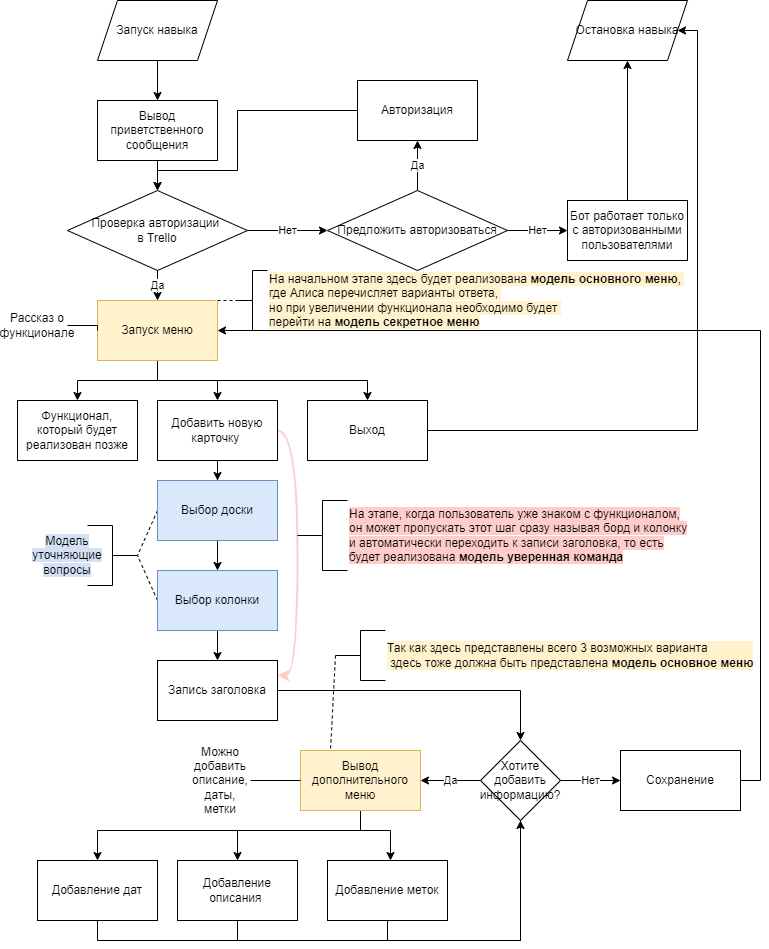 Запуск навыка
Остановка навыка
Вывод
приветственного
сообщения
Авторизация
Да
Проверка авторизации
в Trello
Нет
Предложить авторизоваться
Нет
Бот работает только
с авторизованными
пользователями
Да
На начальном этапе здесь будет реализована модель основного меню,
где Алиса перечисляет варианты ответа,
но при увеличении функционала необходимо будет
перейти на модель секретное меню
Рассказ о
функционале
Запуск меню
Функционал,
который будет
реализован позже
Добавить новую
карточку
Выход
Выбор доски
На этапе, когда пользователь уже знаком с функционалом,
он может пропускать этот шаг сразу называя борд и колонку
и автоматически переходить к записи заголовка, то есть
будет реализована модель уверенная команда
Модель
уточняющие
вопросы
Выбор колонки
Так как здесь представлены всего 3 возможных варианта
здесь тоже должна быть представлена модель основное меню
Запись заголовка
Можно
добавить
описание,
даты,
метки
Вывод
дополнительного
меню
Да
Хотите
добавить
информацию?
Нет
Сохранение
Добавление дат
Добавление
описания
Добавление меток